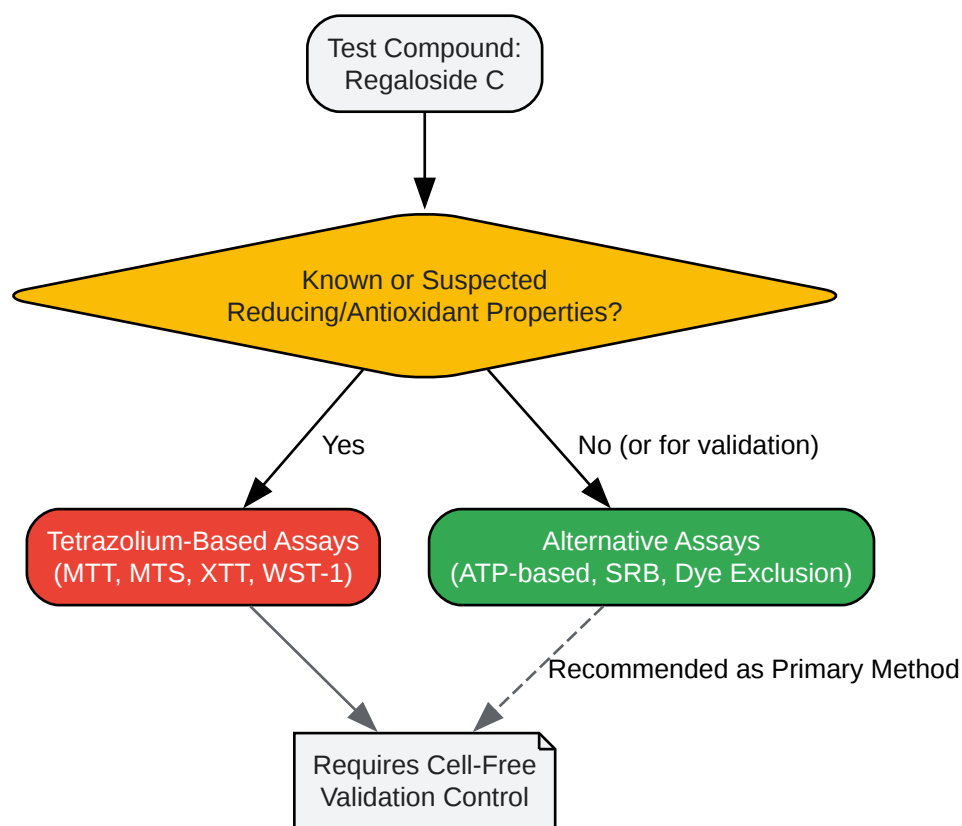 Test Compound:
Regaloside C
Known or Suspected
Reducing/Antioxidant Properties?
Yes
No (or for validation)
Tetrazolium-Based Assays
(MTT, MTS, XTT, WST-1)
Alternative Assays
(ATP-based, SRB, Dye Exclusion)
Recommended as Primary Method
Requires Cell-Free
Validation Control